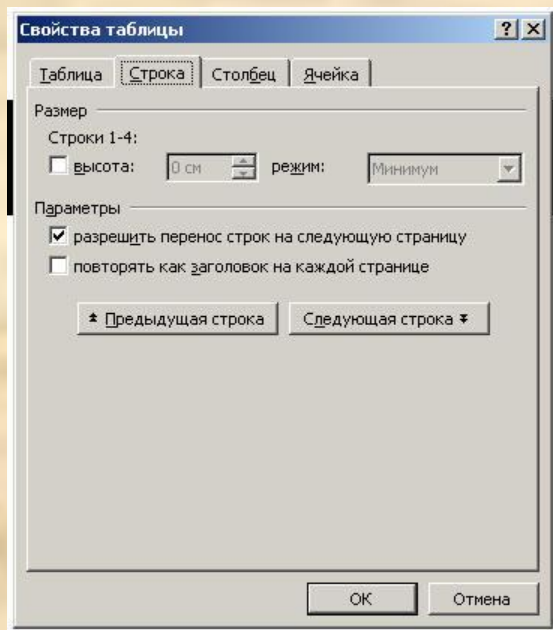 Свойства таблицы
Таблица Строка Столбец Ячейка
Размер
Строки 1-4:
высота: 0 см режим: Минимум
Параметры
разрешить перенос строк на следующую страницу
повторять как заголовок на каждой странице
Предыдущая строка Следующая строка
ОК Отмена